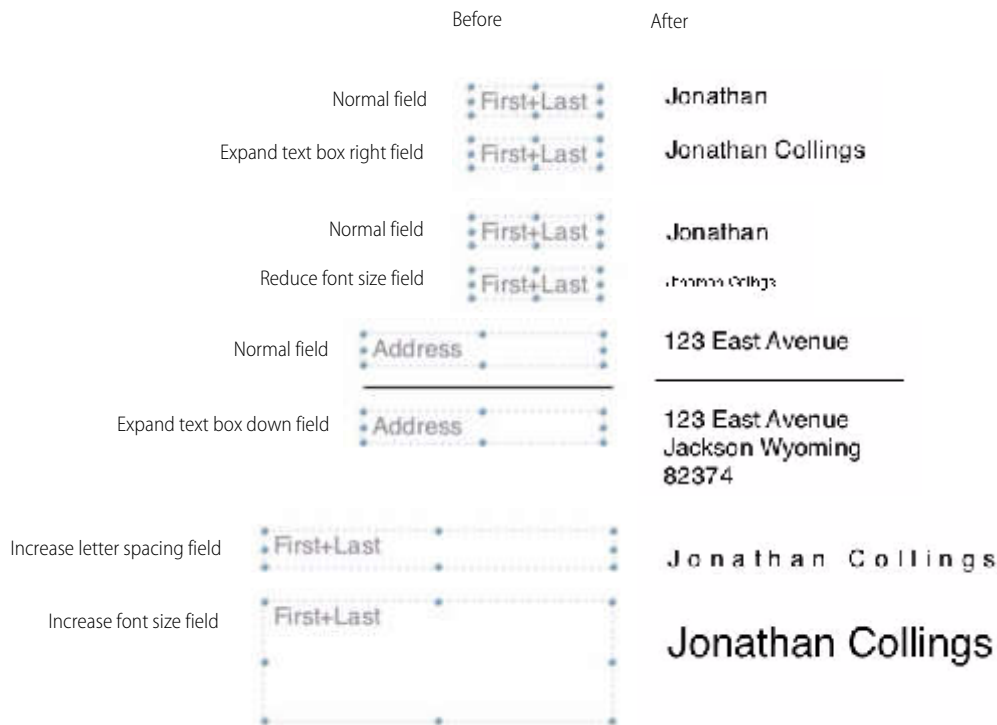 Before After
Normal field First+Last Jonathan
Expand text box right field First+Last Jonathan Collings
Normal field First+Last Jonathan
Reduce font size field First+Last
Normal field Address 123 East Avenue
Expand text box down field Address 123 East Avenue
Jackson Wyoming
82374
Increase letter spacing field First+Last Jonathan Collings
Increase font size field First+Last Jonathan Collings